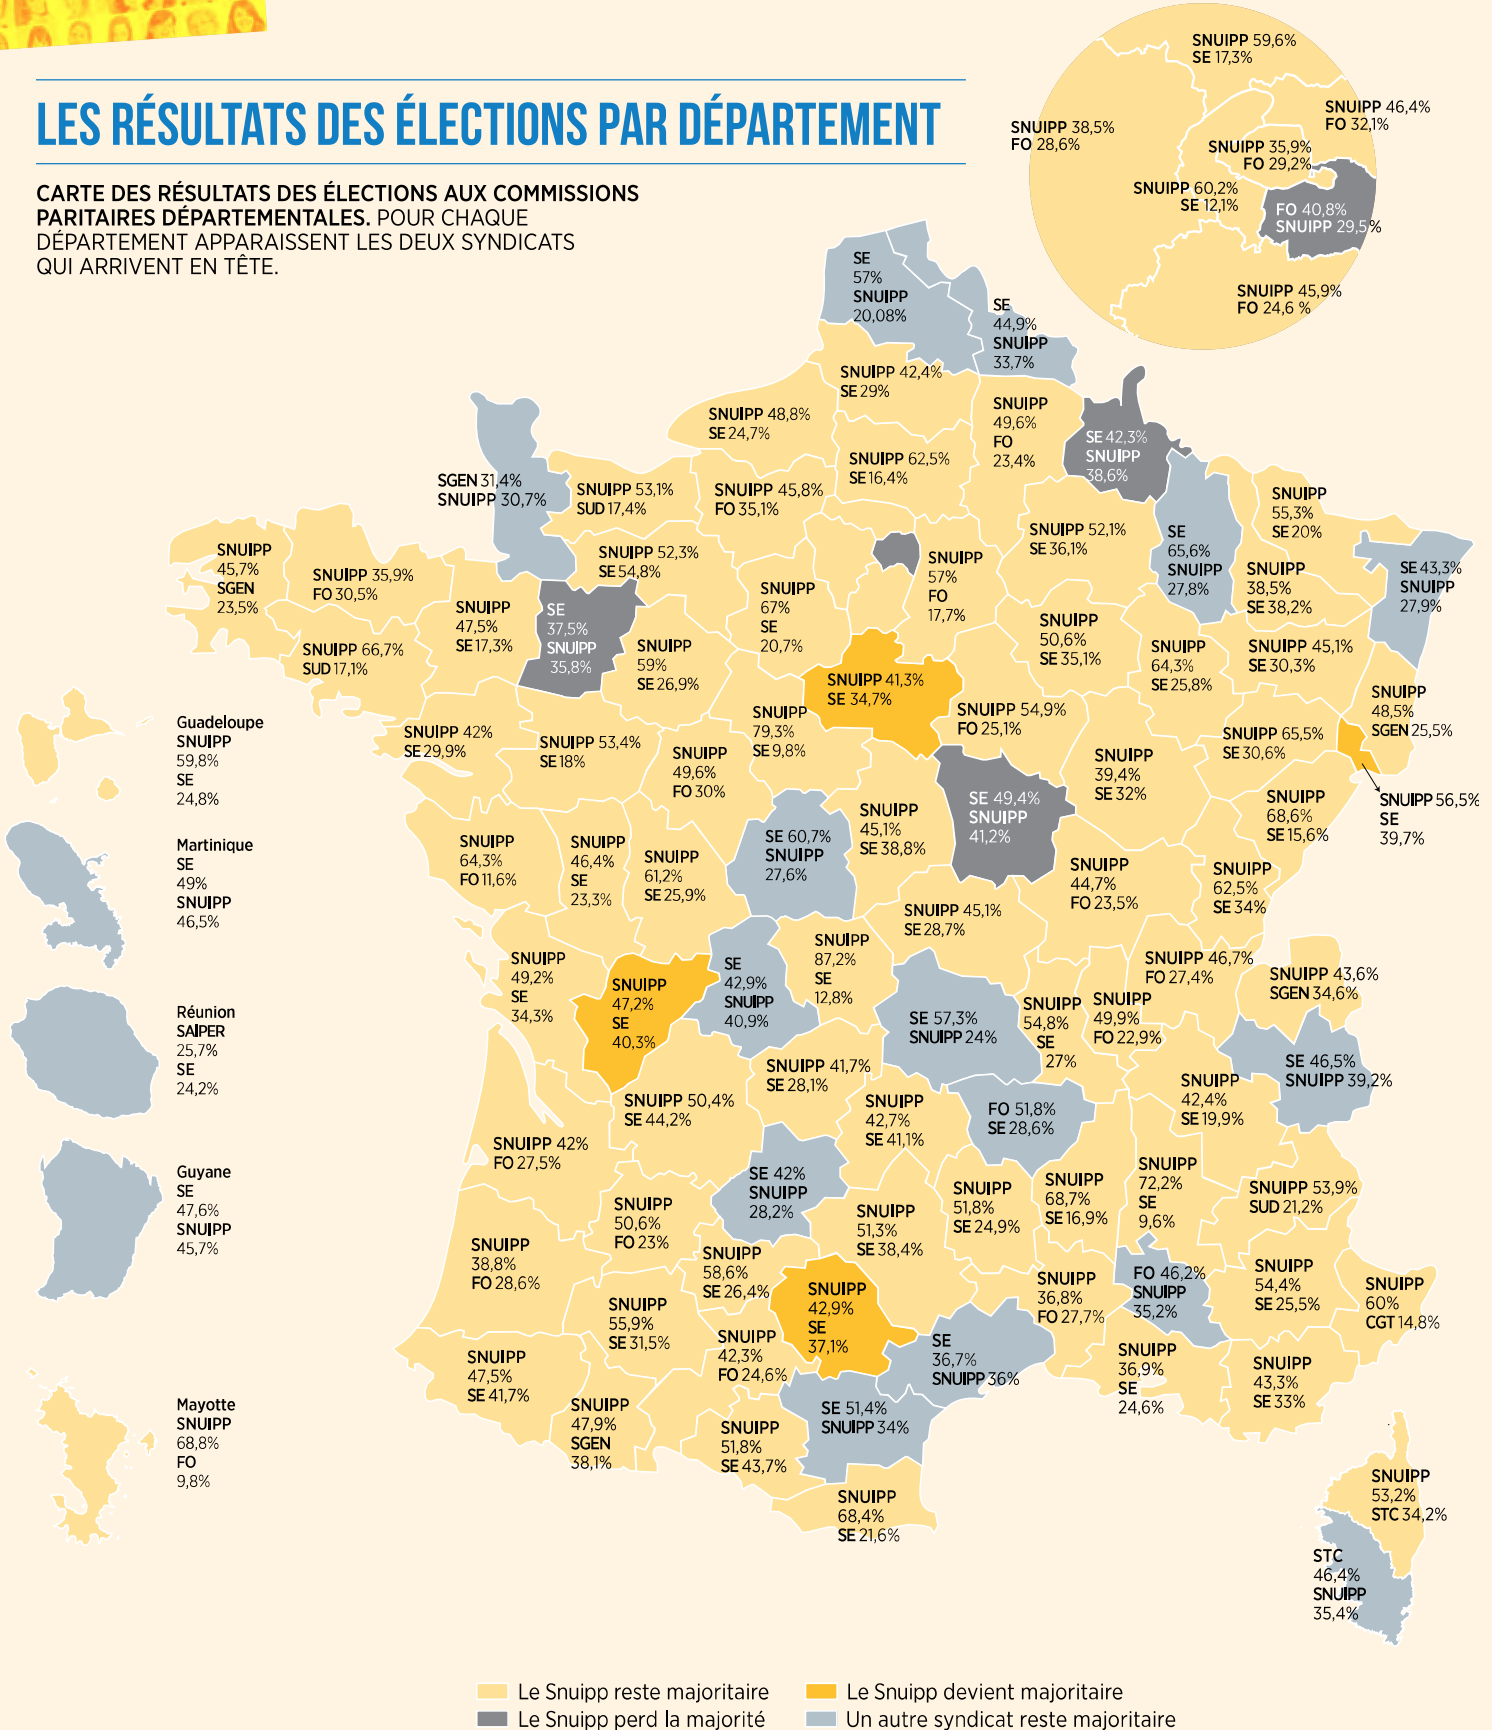 LES RÉSULTATS DES ÉLECTIONS PAR DÉPARTEMENT
CARTE DES RÉSULTATS DES ÉLECTIONS AUX COMMISSIONS
PARITAIRES DÉPARTEMENTALES. POUR CHAQUE
DÉPARTEMENT APPARAISSENT LES DEUX SYNDICATS
QUI ARRIVENT EN TÊTE.
SNUIPP 59,6%
SE 17,3%
SNUIPP 46,4%
FO 32,1%
SNUIPP 38,5%
FO 28,6%
SNUIPP 35,9%
FO 29,2%
SNUIPP 60,2%
SE 12,1%
FO 40,8%
SNUIPP 29,5%
SNUIPP 45,9%
FO 24,6 %
SE
57%
SNUIPP
20,08%
SE
44,9%
SNUIPP
33,7%
SNUIPP 42,4%
SE 29%
SNUIPP 48,8%
SE 24,7%
SNUIPP
49,6%
FO
23,4%
SE 42,3%
SNUIPP
38,6%
SNUIPP 62,5%
SE 16,4%
SGEN 31,4%
SNUIPP 30,7%
SNUIPP 53,1%
SUD 17,4%
SNUIPP 45,8%
FO 35,1%
SNUIPP
55,3%
SE 20%
SNUIPP 52,1%
SE 36,1%
SE
65,6%
SNUIPP
27,8%
SNUIPP
38,5%
SE 38,2%
SE 43,3%
SNUIPP
27,9%
SNUIPP
45,7%
SGEN
23,5%
SNUIPP 35,9%
FO 30,5%
SNUIPP 52,3%
SE 54,8%
SNUIPP
57%
FO
17,7%
SNUIPP
67%
SE
20,7%
SNUIPP
47,5%
SE 17,3%
SE
37,5%
SNUIPP
35,8%
SNUIPP 66,7%
SUD 17,1%
SNUIPP
59%
SE 26,9%
SNUIPP
50,6%
SE 35,1%
SNUIPP
64,3%
SE 25,8%
SNUIPP 45,1%
SE 30,3%
SNUIPP
48,5%
SGEN 25,5%
SNUIPP 41,3%
SE 34,7%
SNUIPP 54,9%
FO 25,1%
SNUIPP
79,3%
SE 9,8%
SNUIPP 42%
SE 29,9%
SNUIPP 53,4%
SE 18%
SNUIPP
49,6%
FO 30%
SNUIPP 65,5%
SE 30,6%
SNUIPP
39,4%
SE 32%
SNUIPP
68,6%
SE 15,6%
SNUIPP 56,5%
SE
39,7%
Guadeloupe
SNUIPP
59,8%
SE
24,8%
SE 49,4%
SNUIPP
41,2%
SNUIPP
45,1%
SE 38,8%
SE 60,7%
SNUIPP
27,6%
SNUIPP
64,3%
FO 11,6%
SNUIPP
46,4%
SE
23,3%
SNUIPP
61,2%
SE 25,9%
SNUIPP
44,7%
FO 23,5%
SNUIPP
62,5%
SE 34%
Martinique
SE
49%
SNUIPP
46,5%
SNUIPP 45,1%
SE 28,7%
SNUIPP
87,2%
SE
12,8%
SE
42,9%
SNUIPP
40,9%
SNUIPP
49,2%
SE
34,3%
SNUIPP
47,2%
SE
40,3%
SNUIPP 46,7%
FO 27,4%
SNUIPP 43,6%
SGEN 34,6%
SE 57,3%
SNUIPP 24%
SNUIPP
54,8%
SE
27%
SNUIPP
49,9%
FO 22,9%
Réunion
SAIPER
25,7%
SE
24,2%
SE 46,5%
SNUIPP 39,2%
SNUIPP 41,7%
SE 28,1%
SNUIPP
42,4%
SE 19,9%
SNUIPP 50,4%
SE 44,2%
SNUIPP
42,7%
SE 41,1%
FO 51,8%
SE 28,6%
SNUIPP 42%
FO 27,5%
SE 42%
SNUIPP
28,2%
SNUIPP
72,2%
SE
9,6%
SNUIPP
68,7%
SE 16,9%
SNUIPP
51,8%
SE 24,9%
SNUIPP 53,9%
SUD 21,2%
Guyane
SE
47,6%
SNUIPP
45,7%
SNUIPP
50,6%
FO 23%
SNUIPP
51,3%
SE 38,4%
SNUIPP
38,8%
FO 28,6%
SNUIPP
58,6%
SE 26,4%
SNUIPP
42,9%
SE
37,1%
SNUIPP
36,8%
FO 27,7%
FO 46,2%
SNUIPP
35,2%
SNUIPP
54,4%
SE 25,5%
SNUIPP
60%
CGT 14,8%
SNUIPP
55,9%
SE 31,5%
SNUIPP
42,3%
FO 24,6%
SE
36,7%
SNUIPP 36%
SNUIPP
36,9%
SE
24,6%
SNUIPP
43,3%
SE 33%
SNUIPP
47,5%
SE 41,7%
SNUIPP
47,9%
SGEN
38,1%
SE 51,4%
SNUIPP 34%
SNUIPP
51,8%
SE 43,7%
Mayotte
SNUIPP
68,8%
FO
9,8%
SNUIPP
68,4%
SE 21,6%
SNUIPP
53,2%
STC 34,2%
STC
46,4%
SNUIPP
35,4%
Le Snuipp reste majoritaire
Le Snuipp devient majoritaire
Le Snuipp perd la majorité
Un autre syndicat reste majoritaire